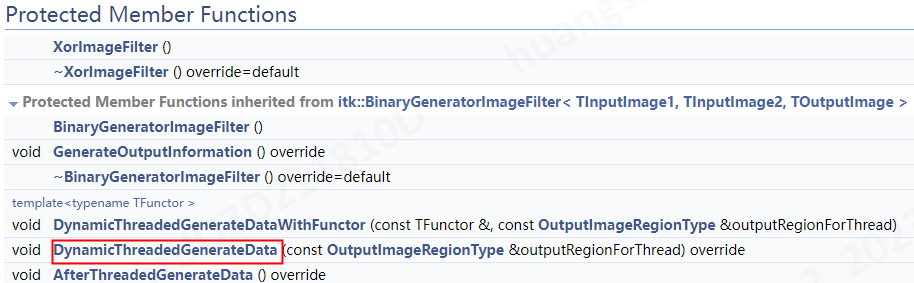 Protected Member Functions
XorImageFilter ()
~XorImageFilter () override=default
Protected Member Functions inherited from itk::BinaryGeneratorImageFilter< TInputImage1, TInputImage2, TOutputImage >
BinaryGeneratorImageFilter ()
void GenerateOutputInformation () override
~BinaryGeneratorImageFilter () override=default
template<typename TFunctor >
void DynamicThreadedGenerateDataWithFunctor (const TFunctor &, const OutputImageRegionType &outputRegionForThread)
void DynamicThreadedGenerateData (const OutputImageRegionType &outputRegionForThread) override
void AfterThreadedGenerateData () override